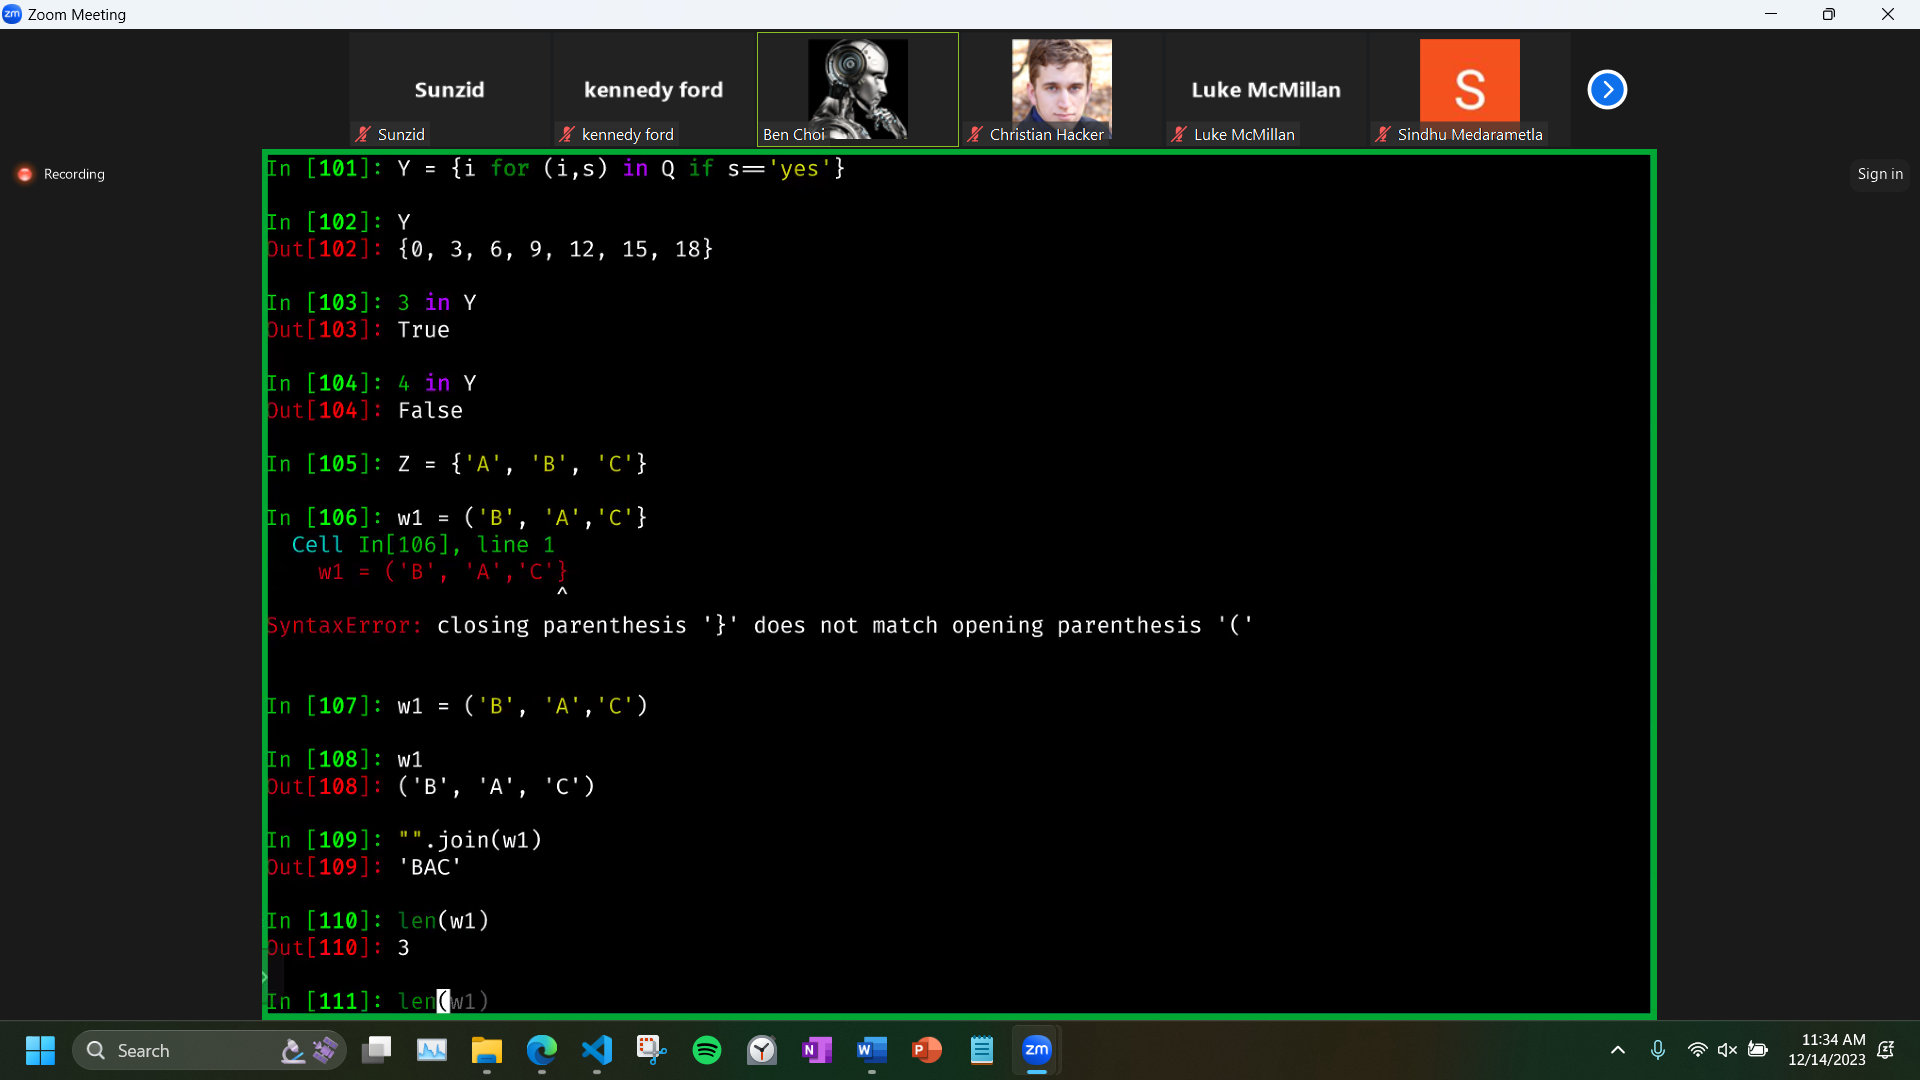 zm Zoom Meeting
Sunzid
kennedy ford
Luke McMillan
S
Sunzid
kennedy ford
Ben Choi
Christian Hacker
Luke McMillan
Sindhu Medarametla
Recording
Sign in
In [101]: Y = {i for (i,s) in Q if s=='yes'}
In [102]: Y
Out[102]: {0, 3, 6, 9, 12, 15, 18}
In [103]: 3 in Y
Out[103]: True
In [104]: 4 in Y
Out[104]: False
In [105]: Z = {'A', 'B', 'C'}
In [106]: w1 = ('B', 'A','C'}
Cell In[106], line 1
w1 = ('B', 'A','C'}
^
SyntaxError: closing parenthesis '}' does not match opening parenthesis '('
In [107]: w1 = ('B', 'A','C')
In [108]: w1
Out[108]: ('B', 'A', 'C')
In [109]: "".join(w1)
Out[109]: 'BAC'
In [110]: len(w1)
Out[110]: 3
In [111]: len(w1)
Search
N
W
P
zm
11:34 AM
12/14/2023